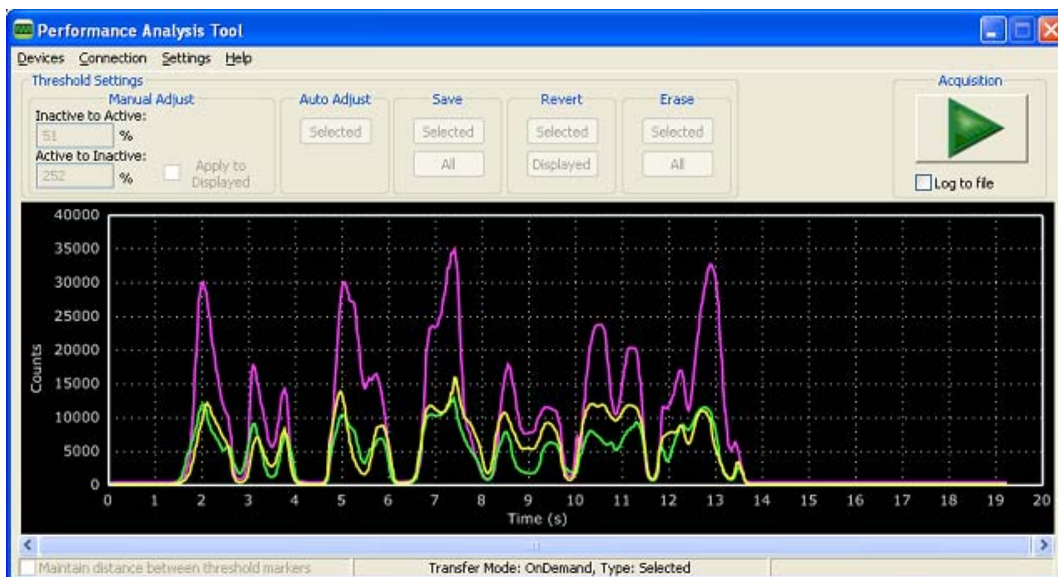 Performance Analysis Tool
Devices Connection Settings Help
Threshold Settings
Manual Adjust
Inactive to Active:
51 %
Active to Inactive:
252 %
Apply to
Displayed
Auto Adjust
Selected
Save
Selected
All
Revert
Selected
Displayed
Erase
Selected
All
Acquisition
Log to file
Counts
40000
35000
30000
25000
20000
15000
10000
5000
0
0 1 2 3 4 5 6 7 8 9 10 11 12 13 14 15 16 17 18 19 20
Time (s)
Maintain distance between threshold markers
Transfer Mode: OnDemand, Type: Selected